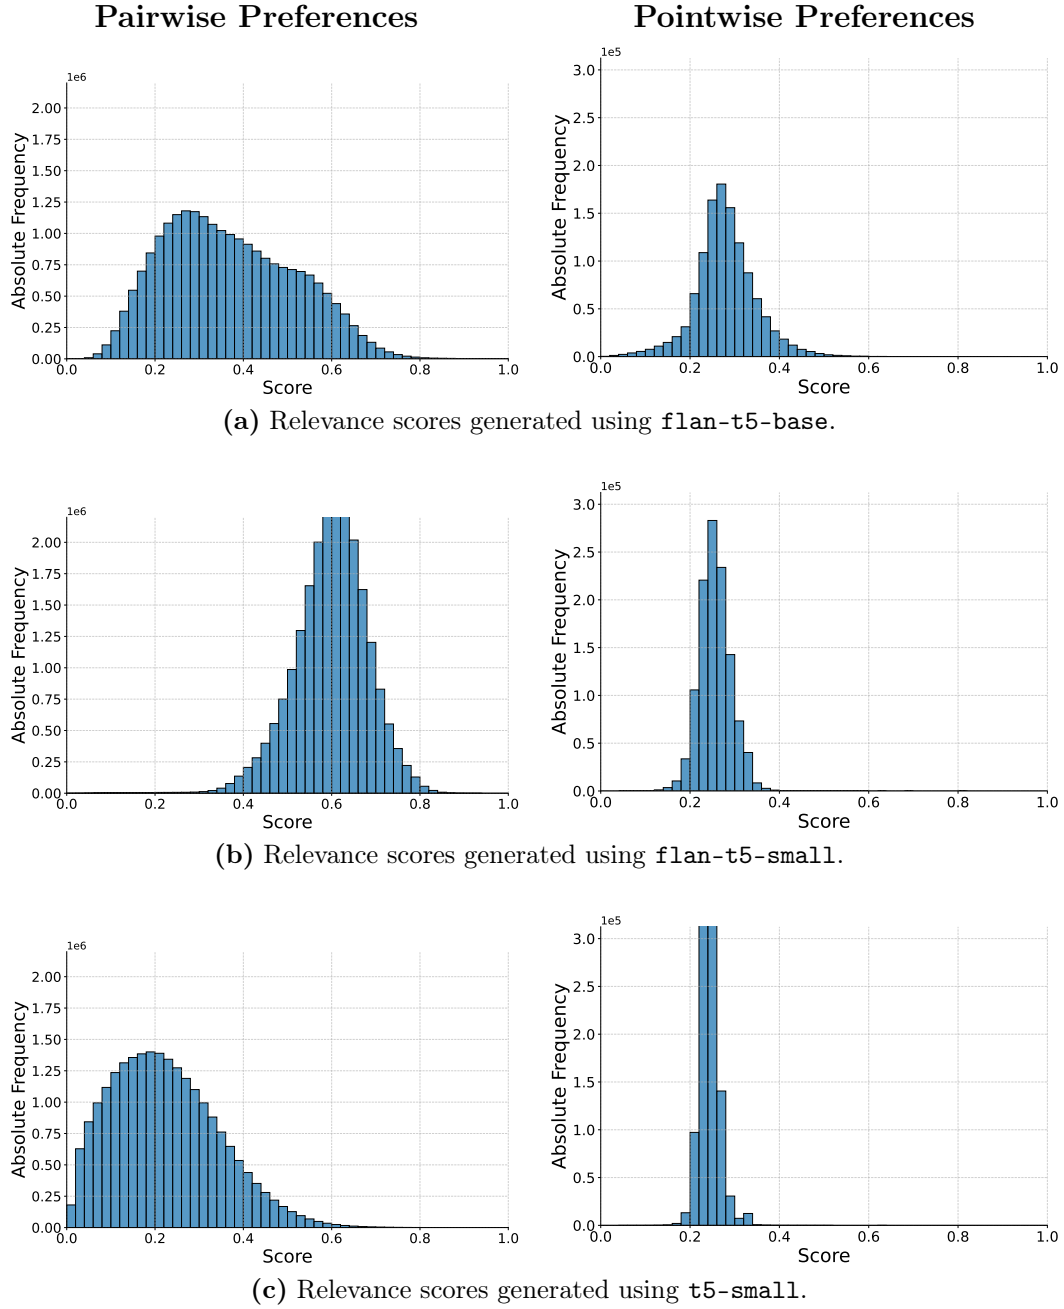 Pairwise Preferences
Pointwise Preferences
1e6
2.00
1.75
1.50
1.25
1.00
0.75
0.50
0.25
0.00
Absolute Frequency
0.0 0.2 0.4 0.6 0.8 1.0
Score
1e5
3.0
2.5
2.0
1.5
1.0
0.5
0.0
Absolute Frequency
0.0 0.2 0.4 0.6 0.8 1.0
Score
(a) Relevance scores generated using flan-t5-base.
1e6
2.00
1.75
1.50
1.25
1.00
0.75
0.50
0.25
0.00
Absolute Frequency
0.0 0.2 0.4 0.6 0.8 1.0
Score
1e5
3.0
2.5
2.0
1.5
1.0
0.5
0.0
Absolute Frequency
0.0 0.2 0.4 0.6 0.8 1.0
Score
(b) Relevance scores generated using flan-t5-small.
1e6
2.00
1.75
1.50
1.25
1.00
0.75
0.50
0.25
0.00
Absolute Frequency
0.0 0.2 0.4 0.6 0.8 1.0
Score
1e5
3.0
2.5
2.0
1.5
1.0
0.5
0.0
Absolute Frequency
0.0 0.2 0.4 0.6 0.8 1.0
Score
(c) Relevance scores generated using t5-small.